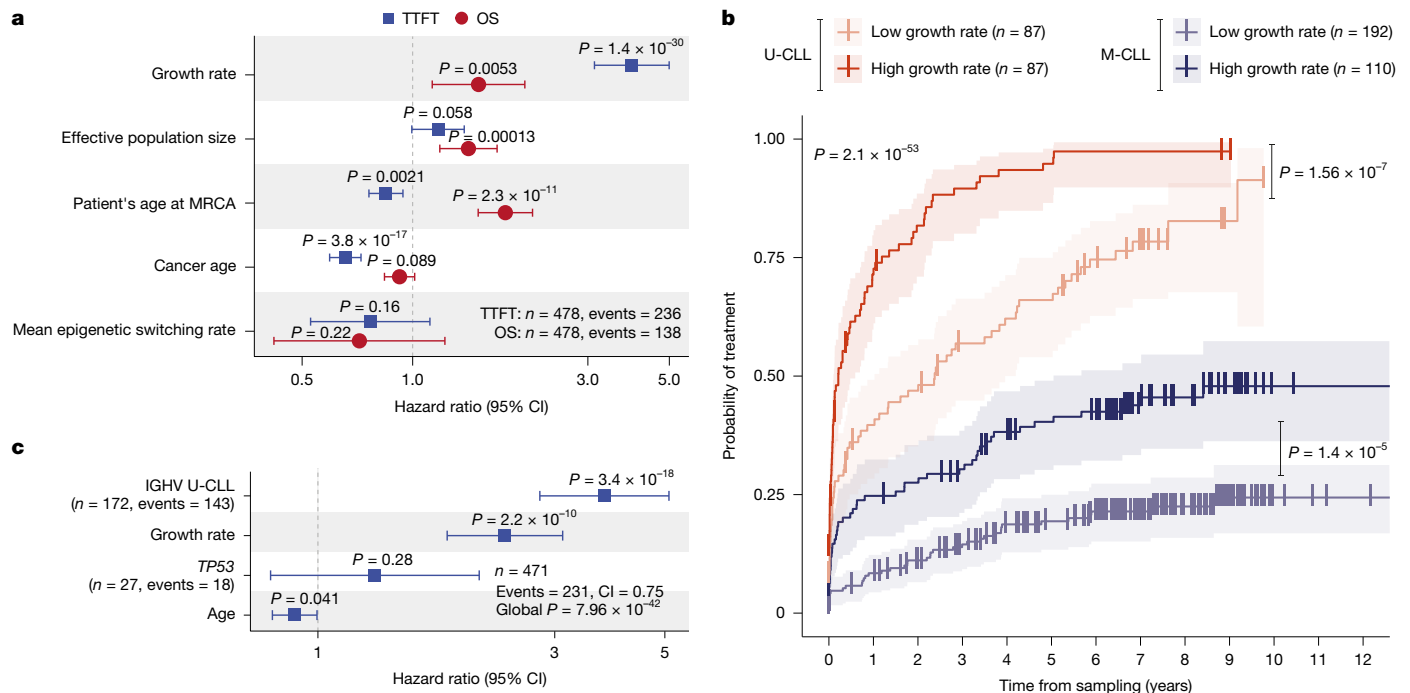 a
TTFT OS
Growth rate
P = 1.4 × 10⁻³⁰
P = 0.0053
Effective population size
P = 0.058
P = 0.00013
Patient's age at MRCA
P = 0.0021
P = 2.3 × 10⁻¹¹
Cancer age
P = 3.8 × 10⁻¹⁷
P = 0.089
Mean epigenetic switching rate
P = 0.16
P = 0.22
TTFT: n = 478, events = 236
OS: n = 478, events = 138
0.5 1.0 3.0 5.0
Hazard ratio (95% CI)
b
U-CLL
Low growth rate (n = 87)
High growth rate (n = 87)
M-CLL
Low growth rate (n = 192)
High growth rate (n = 110)
P = 2.1 × 10⁻⁵³
P = 1.56 × 10⁻⁷
P = 1.4 × 10⁻⁵
Probability of treatment
1.00
0.75
0.50
0.25
0
0 1 2 3 4 5 6 7 8 9 10 11 12
Time from sampling (years)
c
IGHV U-CLL
(n = 172, events = 143)
P = 3.4 × 10⁻¹⁸
Growth rate
P = 2.2 × 10⁻¹⁰
TP53
(n = 27, events = 18)
P = 0.28
Age
P = 0.041
n = 471
Events = 231, CI = 0.75
Global P = 7.96 × 10⁻⁴²
1 3 5
Hazard ratio (95% CI)